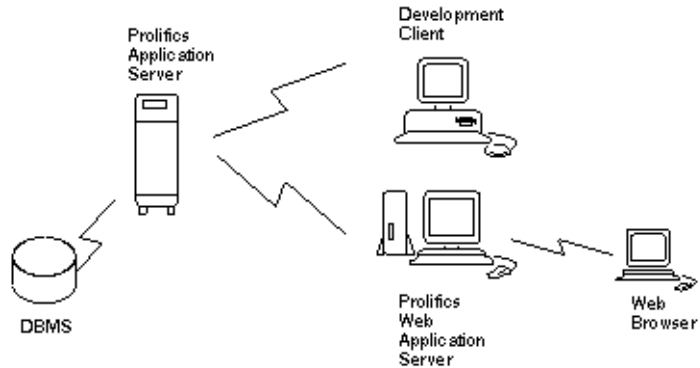 Development
Client
Prolifics
Application
Server
DBMS
Prolifics
Web
Application
Server
Web
Browser